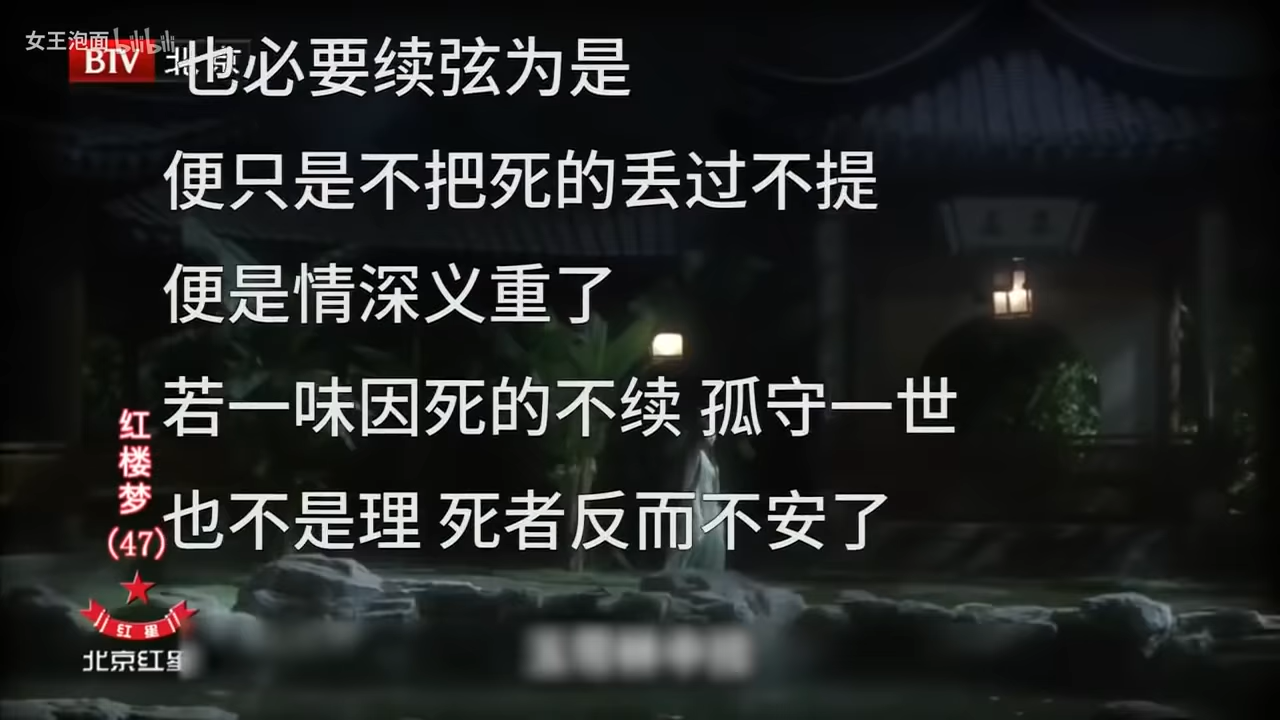 女王泡面 bilibili
BTV 北京
也必要续弦为是
便只是不把死的丢过不提
便是情深义重了
若一味因死的不续 孤守一世
也不是理 死者反而不安了
红楼梦
(47)
红星
北京红星